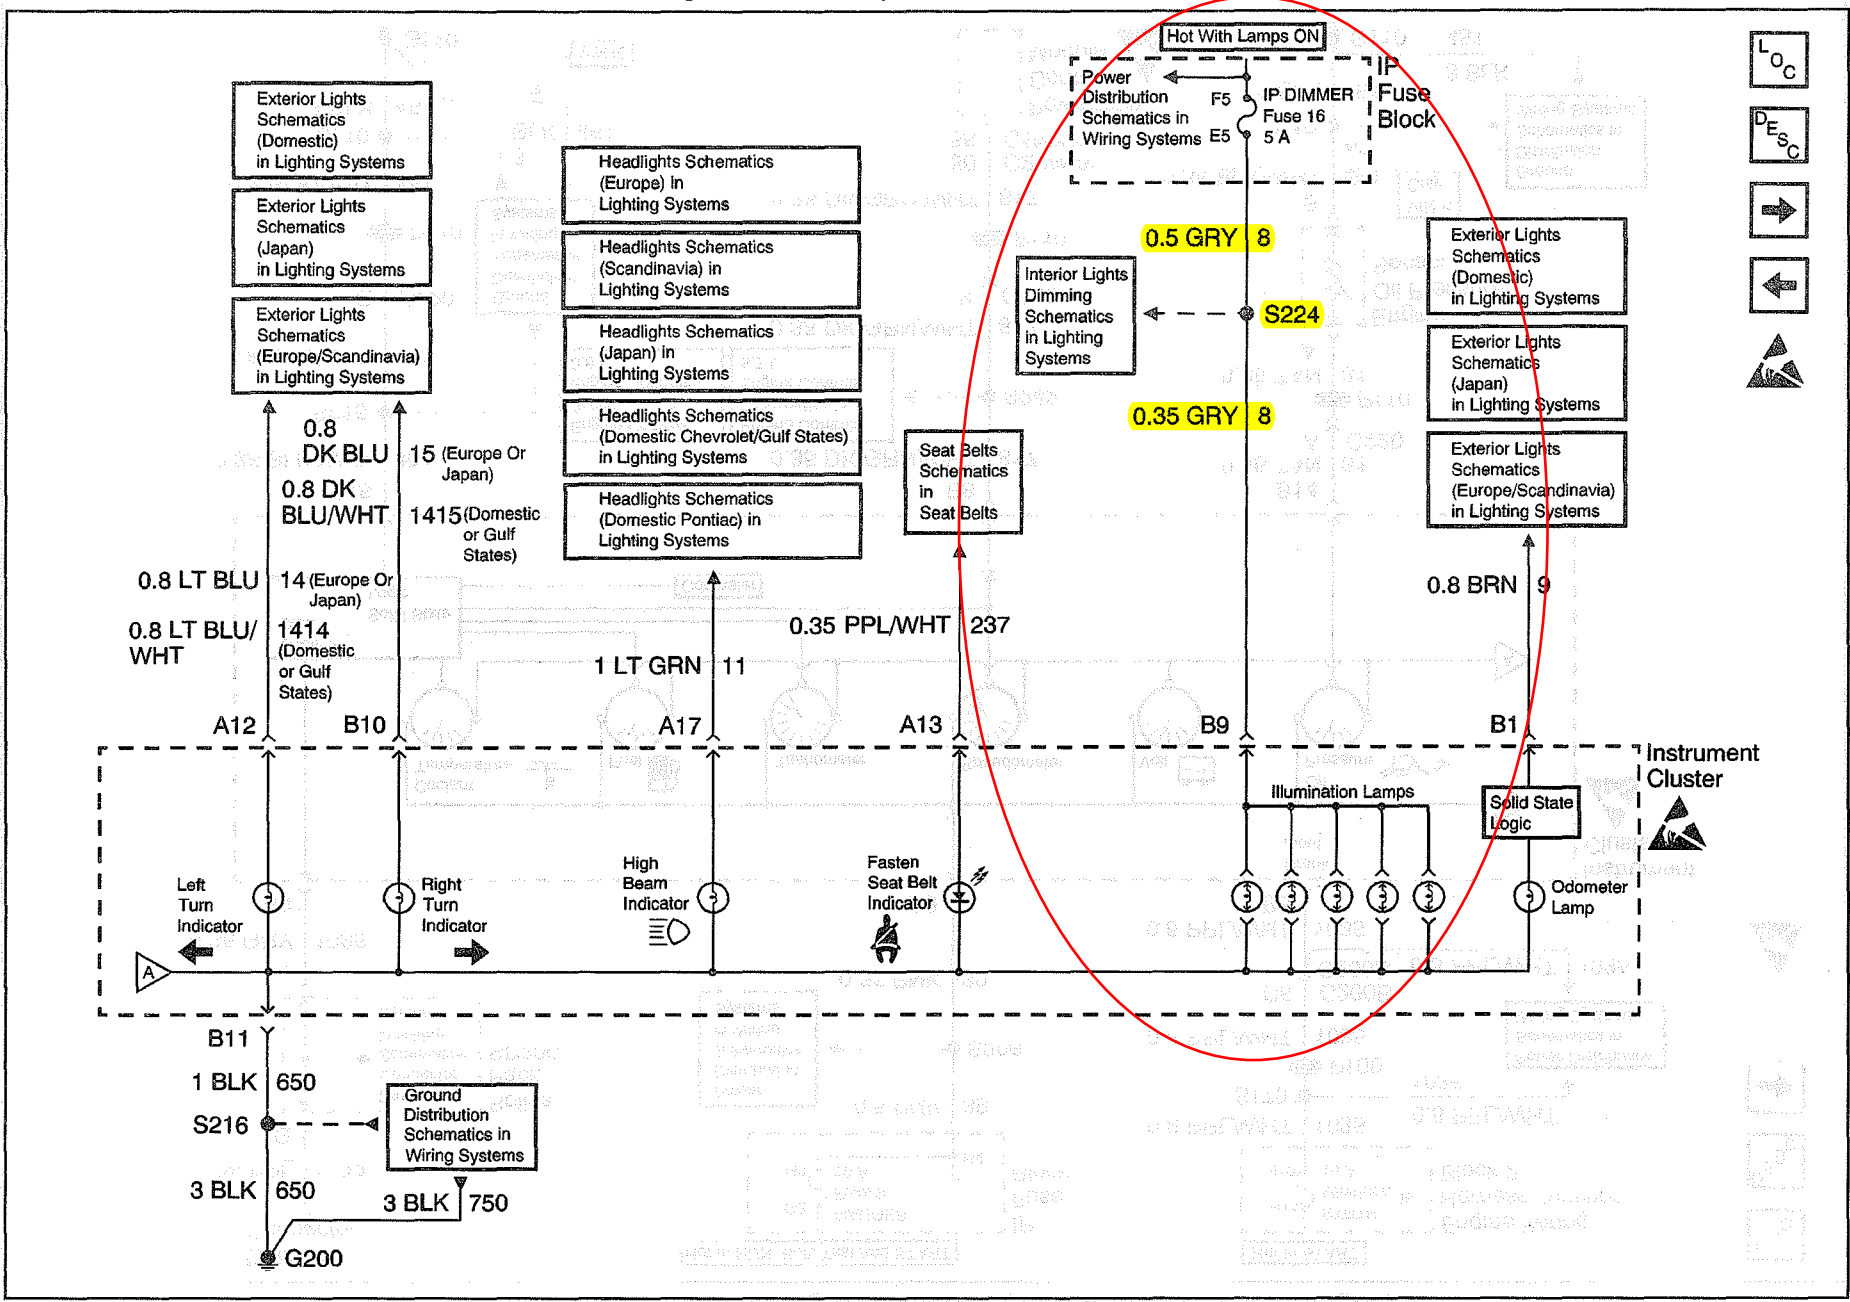 Hot With Lamps ON
Power
Distribution
Schematics in
Wiring Systems
F5
E5
IP DIMMER
Fuse 16
5 A
IP
Fuse
Block
L
O
C
D
E
S
C
Exterior Lights
Schematics
(Domestic)
in Lighting Systems
Exterior Lights
Schematics
(Japan)
in Lighting Systems
Exterior Lights
Schematics
(Europe/Scandinavia)
in Lighting Systems
Headlights Schematics
(Europe) In
Lighting Systems
Headlights Schematics
(Scandinavia) in
Lighting Systems
Headlights Schematics
(Japan) in
Lighting Systems
Headlights Schematics
(Domestic Chevrolet/Gulf States)
in Lighting Systems
Headlights Schematics
(Domestic Pontiac) in
Lighting Systems
Seat Belts
Schematics
in
Seat Belts
0.5 GRY 8
Interior Lights
Dimming
Schematics
in Lighting
Systems
S224
0.35 GRY 8
Exterior Lights
Schematics
(Domestic)
in Lighting Systems
Exterior Lights
Schematics
(Japan)
in Lighting Systems
Exterior Lights
Schematics
(Europe/Scandinavia)
in Lighting Systems
0.8
DK BLU
15 (Europe Or
Japan)
0.8 DK
BLU/WHT
1415 (Domestic
or Gulf
States)
0.8 LT BLU
14 (Europe Or
Japan)
0.8 LT BLU/
WHT
1414
(Domestic
or Gulf
States)
1 LT GRN 11
0.35 PPL/WHT 237
0.8 BRN 9
A12
B10
A17
A13
B9
B1
Instrument
Cluster
Illumination Lamps
Solid State
Logic
Left
Turn
Indicator
Right
Turn
Indicator
High
Beam
Indicator
Fasten
Seat Belt
Indicator
Odometer
Lamp
A
B11
1 BLK 650
S216
Ground
Distribution
Schematics in
Wiring Systems
3 BLK 650
3 BLK 750
G200